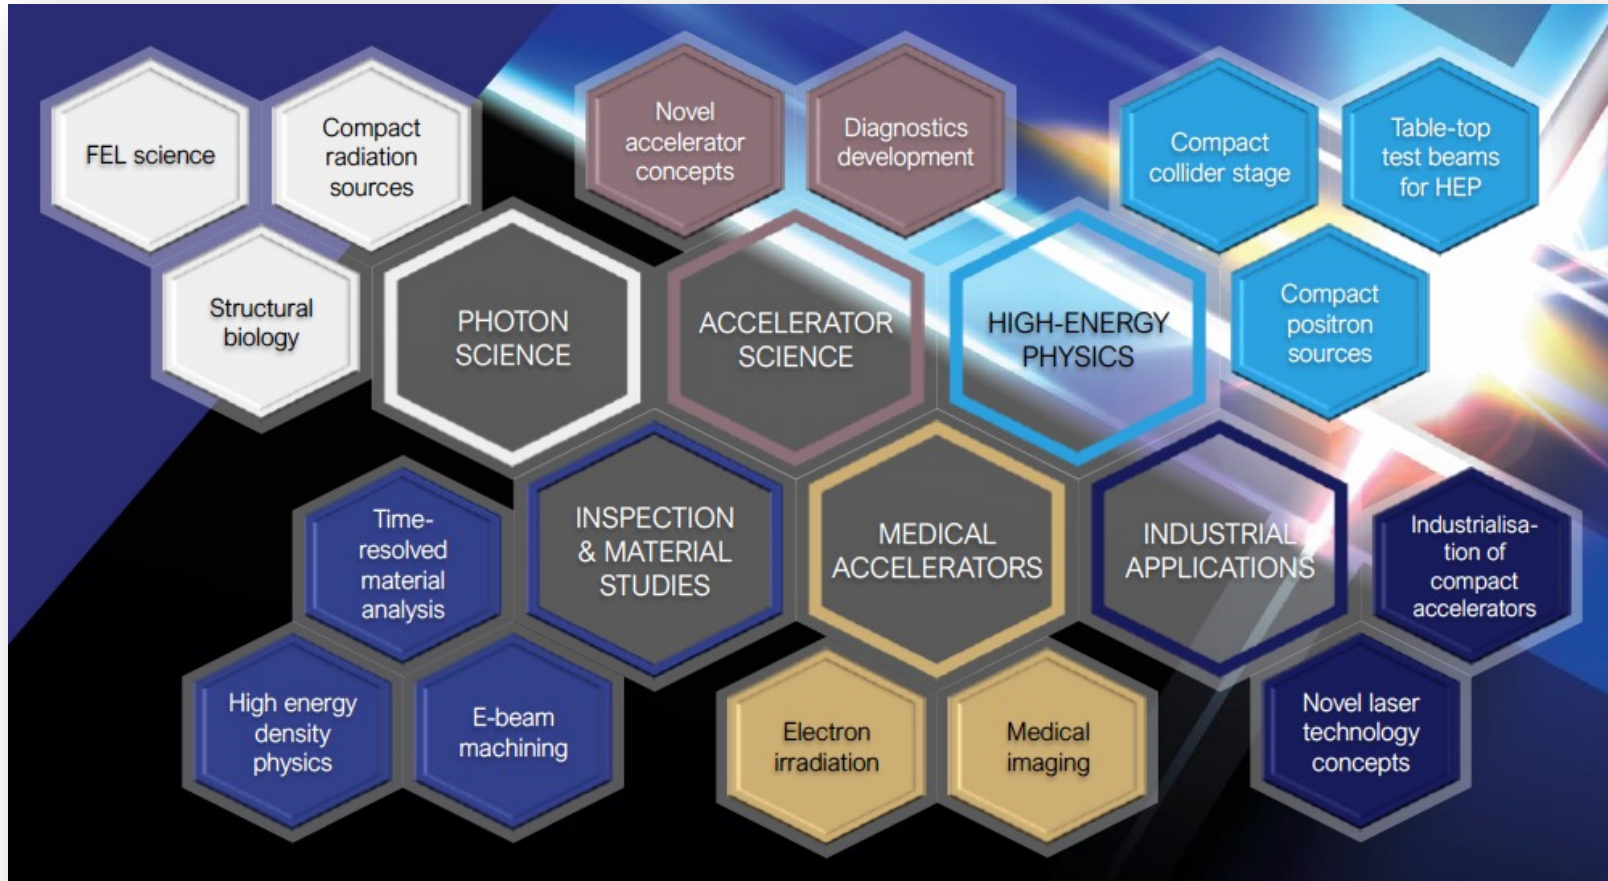 FEL science
Compact
radiation
sources
Structural
biology
PHOTON
SCIENCE
Novel
accelerator
concepts
Diagnostics
development
ACCELERATOR
SCIENCE
Compact
collider stage
Table-top
test beams
for HEP
Compact
positron
sources
HIGH-ENERGY
PHYSICS
Time-
resolved
material
analysis
High energy
density
physics
E-beam
machining
INSPECTION
& MATERIAL
STUDIES
MEDICAL
ACCELERATORS
Electron
irradiation
Medical
imaging
INDUSTRIAL
APPLICATIONS
Industrialisa-
tion of
compact
accelerators
Novel laser
technology
concepts